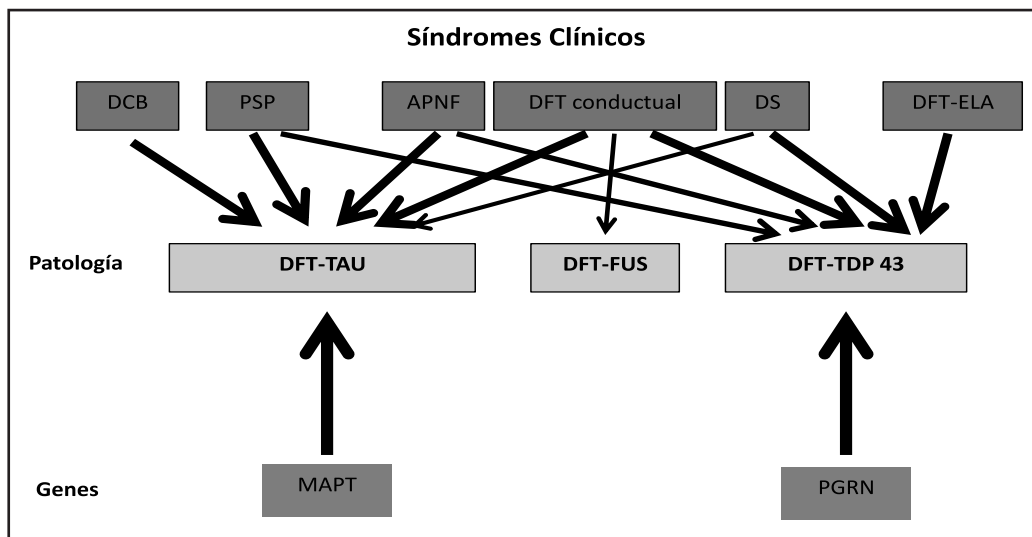 Síndromes Clínicos
DCB PSP APNF DFT conductual DS DFT-ELA
Patología DFT-TAU DFT-FUS DFT-TDP 43
Genes MAPT PGRN